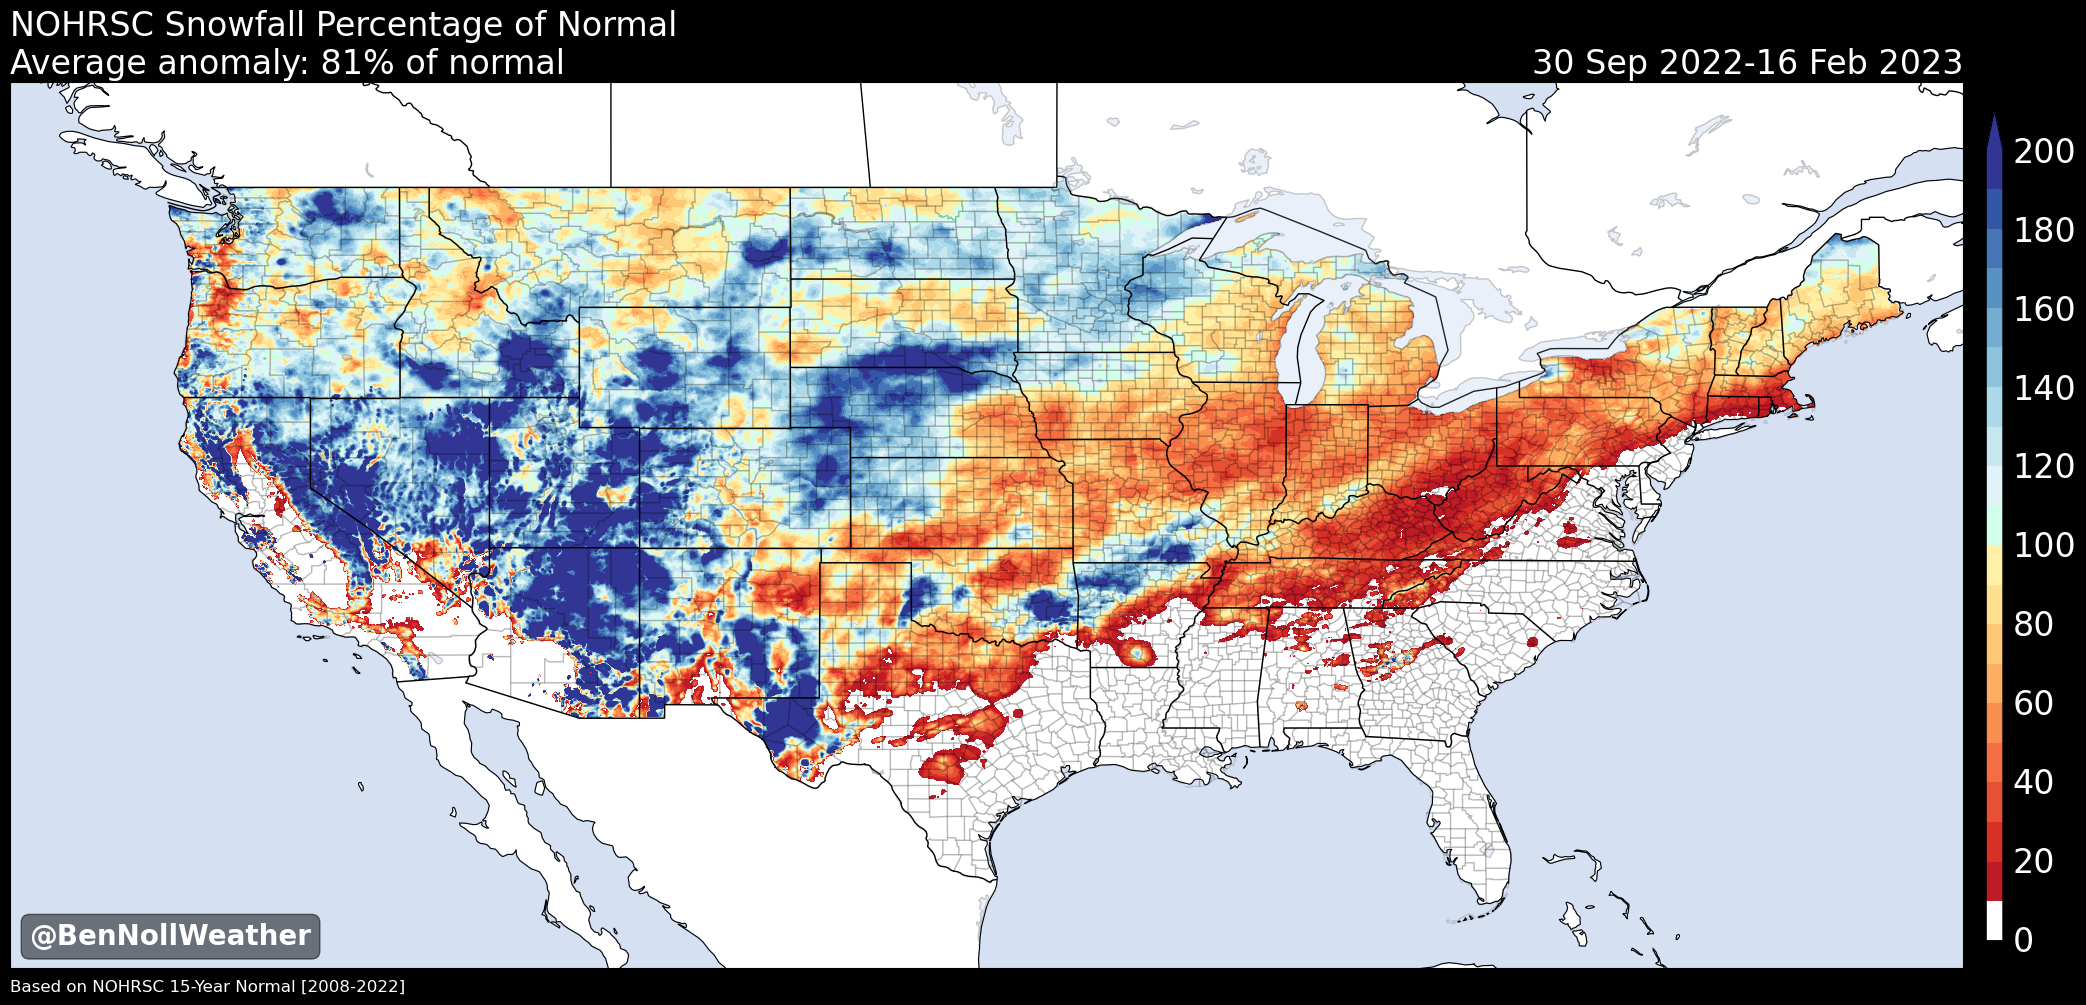 NOHRSC Snowfall Percentage of Normal
Average anomaly: 81% of normal
30 Sep 2022-16 Feb 2023
200
180
160
140
120
100
80
60
40
20
0
@BenNollWeather
Based on NOHRSC 15-Year Normal [2008-2022]